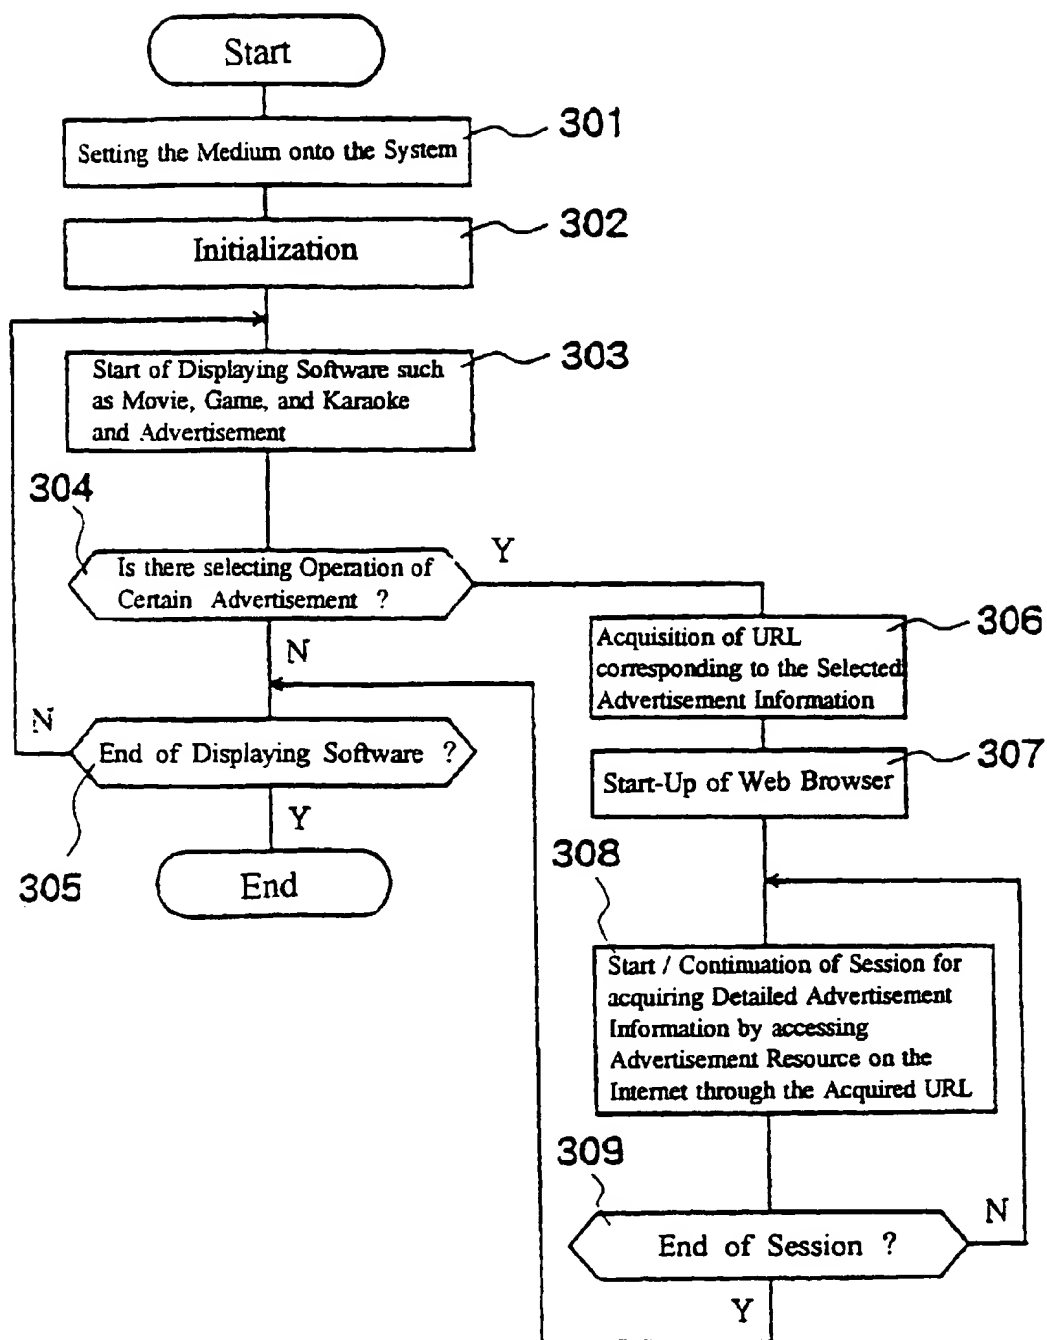 Start
301
Setting the Medium onto the System
302
Initialization
303
Start of Displaying Software such
as Movie, Game, and Karaoke
and Advertisement
304
Is there selecting Operation of
Certain Advertisement ?
Y
N
306
Acquisition of URL
corresponding to the Selected
Advertisement Information
N
End of Displaying Software ?
305
Y
End
307
Start-Up of Web Browser
308
Start / Continuation of Session for
acquiring Detailed Advertisement
Information by accessing
Advertisement Resource on the
Internet through the Acquired URL
309
End of Session ?
N
Y